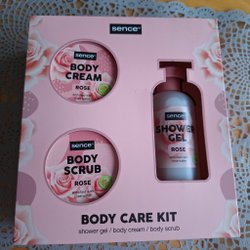 sence
BODY
CREAM
ROSE
sence
SHOWER
GEL
ROSE
sence
BODY
SCRUB
ROSE
BODY CARE KIT
shower gel / body cream / body scrub